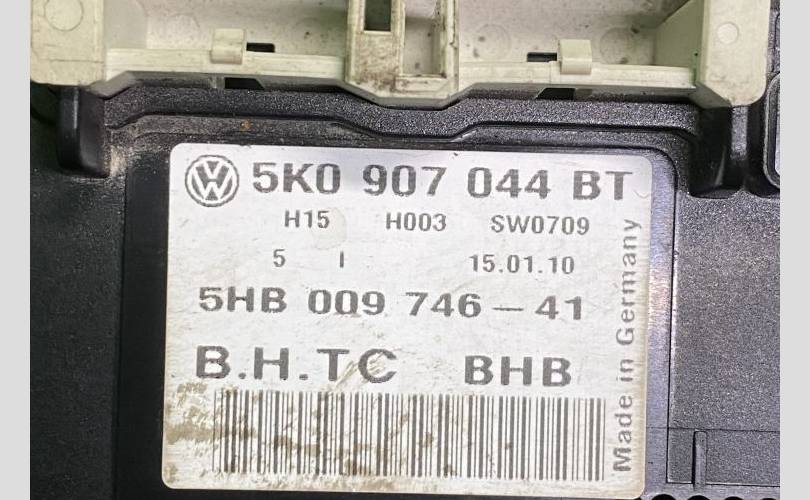 5K0 907 044 BT
H15 H003 SW0709
5 I 15.01.10
5HB 009 746-41
B.H.TC BHB
Made in Germany